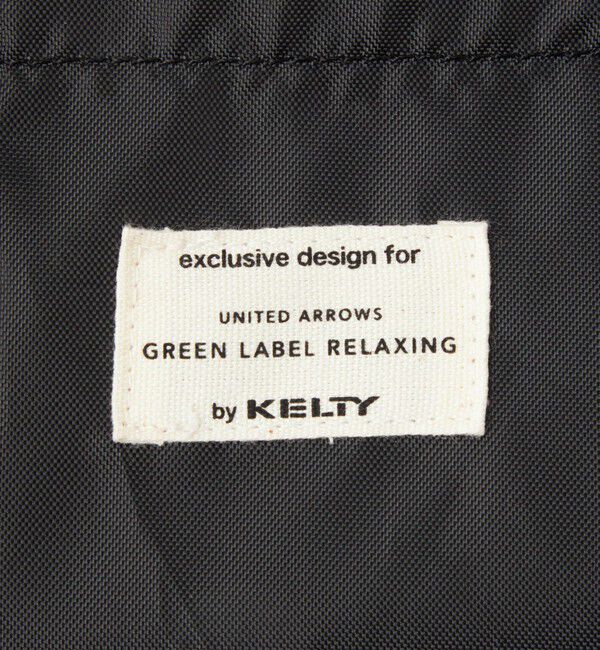 exclusive design for
UNITED ARROWS
GREEN LABEL RELAXING
by KELTY